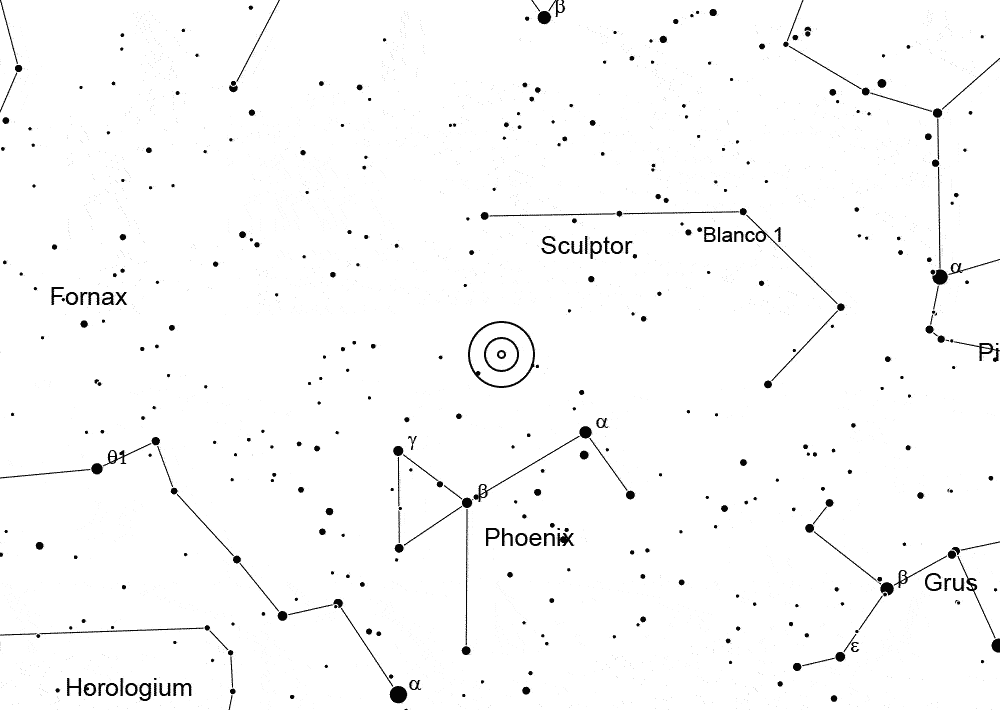 β
Blanco 1
Sculptor
α
Fornax
Pi
α
γ
θ1
β
Phoenix
β
Grus
ε
α
Horologium